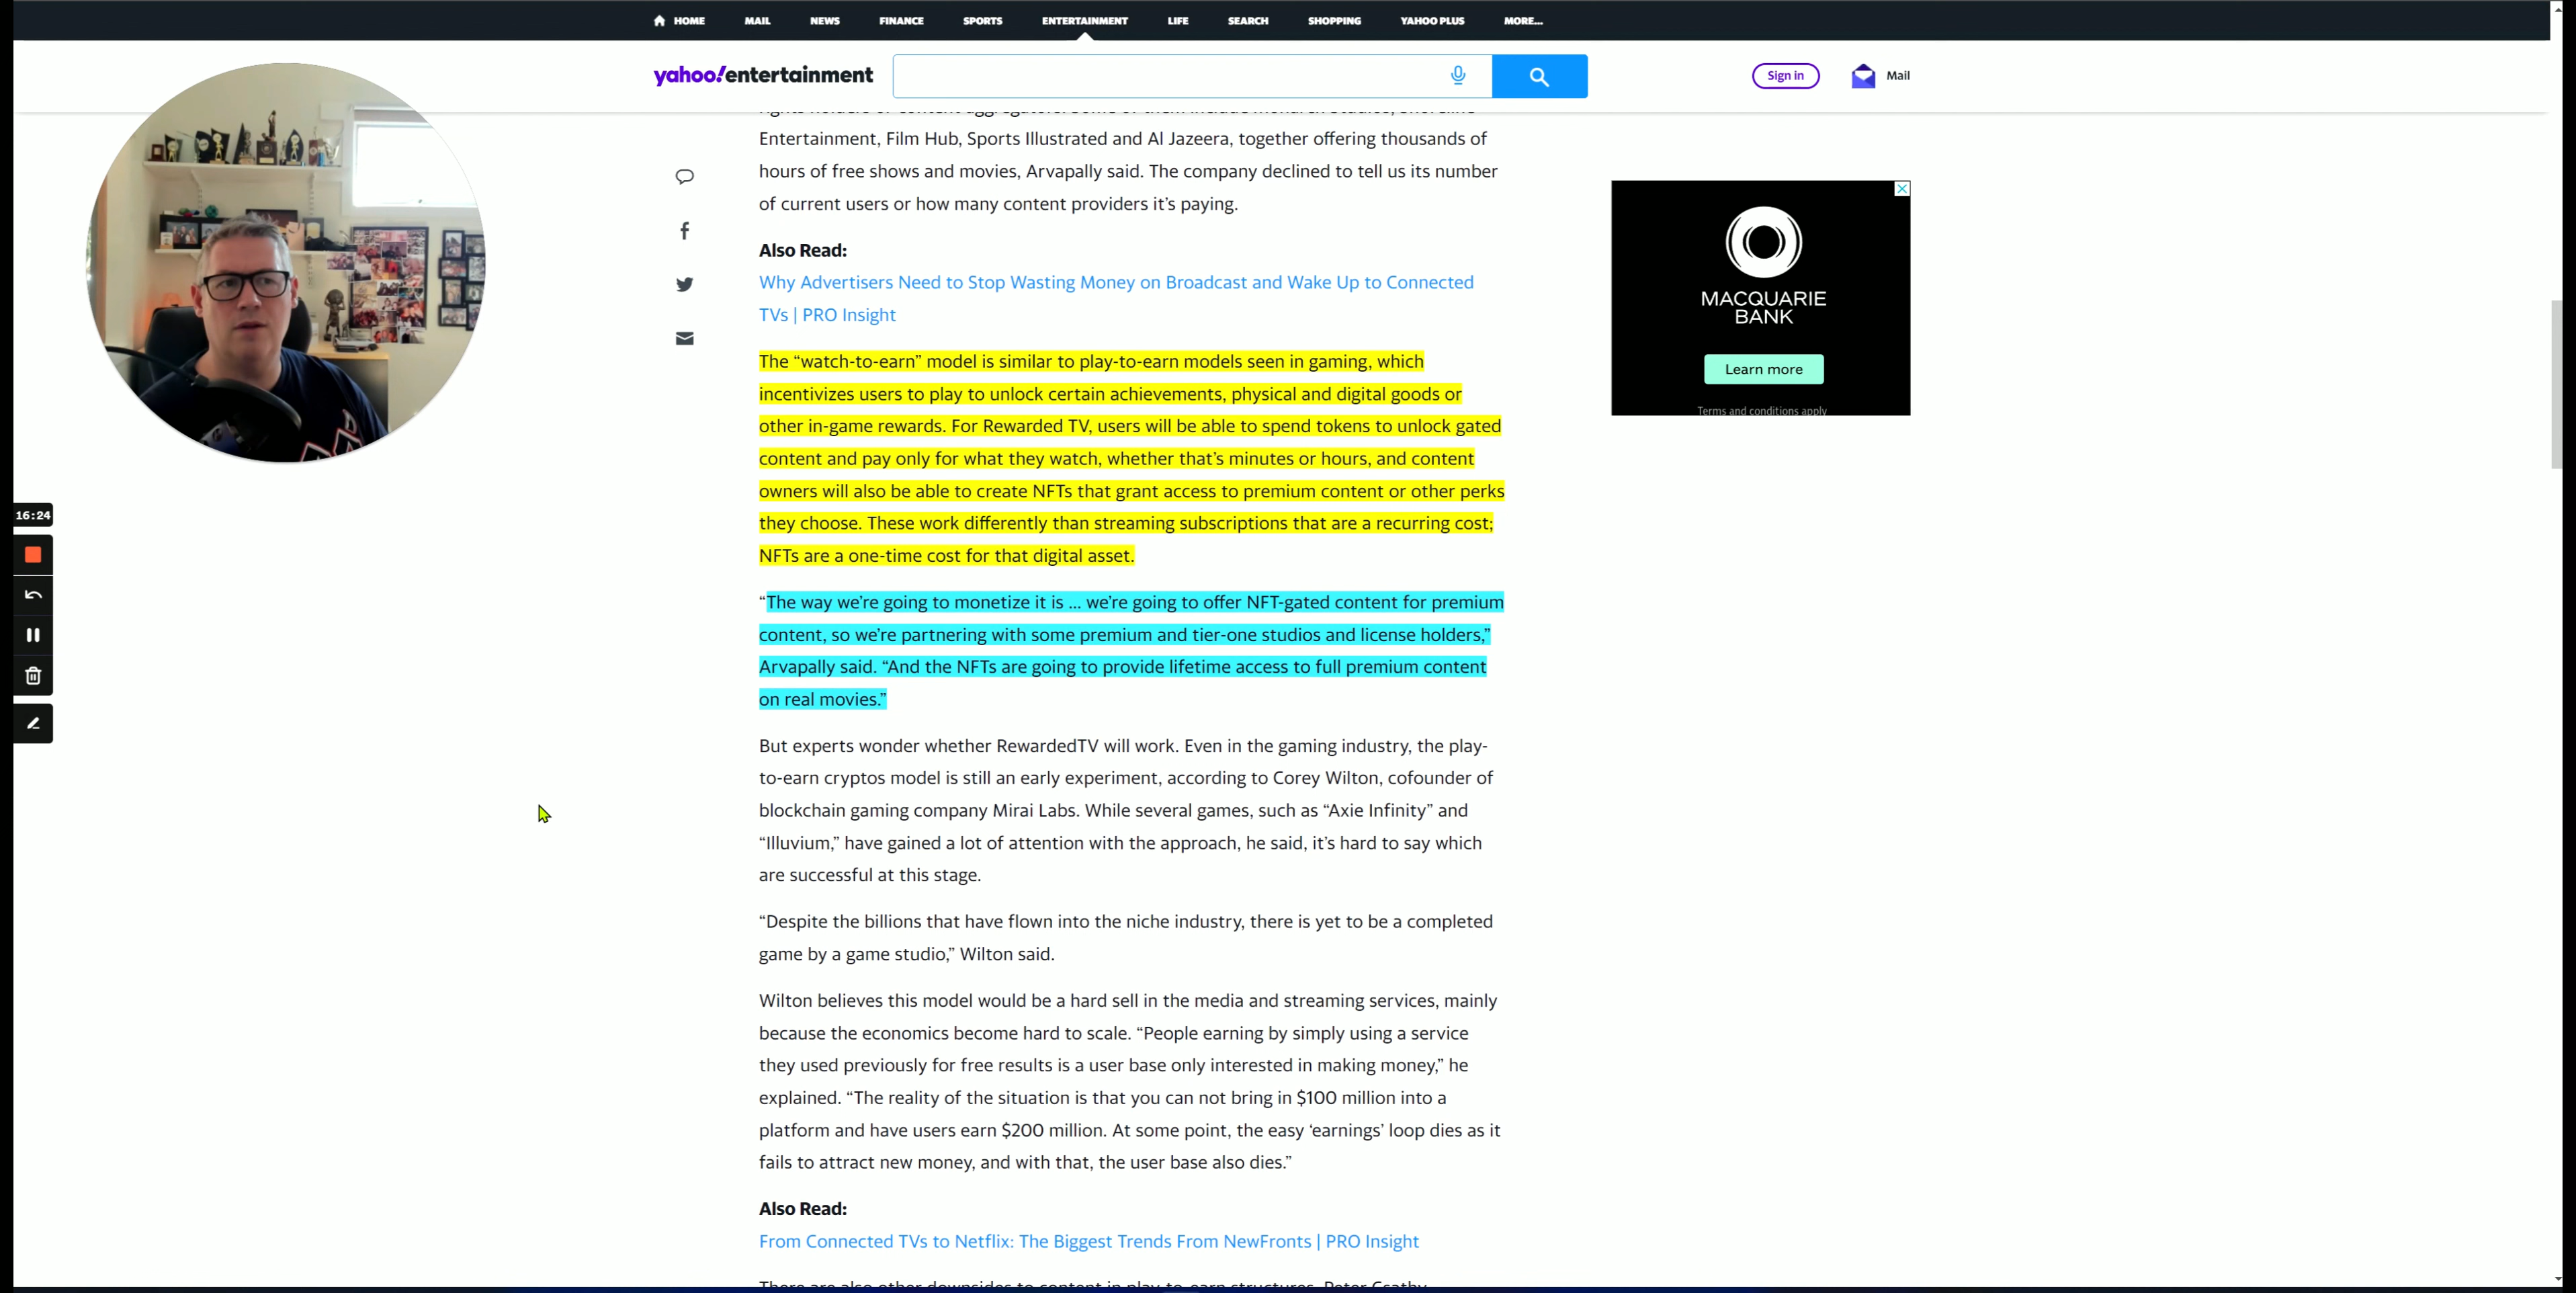 HOME MAIL NEWS FINANCE SPORTS ENTERTAINMENT LIFE SEARCH SHOPPING YAHOO PLUS MORE...
yahoo!entertainment
Sign in
Mail
Entertainment, Film Hub, Sports Illustrated and Al Jazeera, together offering thousands of
hours of free shows and movies, Arvapally said. The company declined to tell us its number
of current users or how many content providers it’s paying.
Also Read:
Why Advertisers Need to Stop Wasting Money on Broadcast and Wake Up to Connected
TVs | PRO Insight
The “watch-to-earn” model is similar to play-to-earn models seen in gaming, which
incentivizes users to play to unlock certain achievements, physical and digital goods or
other in-game rewards. For Rewarded TV, users will be able to spend tokens to unlock gated
content and pay only for what they watch, whether that’s minutes or hours, and content
owners will also be able to create NFTs that grant access to premium content or other perks
they choose. These work differently than streaming subscriptions that are a recurring cost;
NFTs are a one-time cost for that digital asset.
“The way we’re going to monetize it is ... we’re going to offer NFT-gated content for premium
content, so we’re partnering with some premium and tier-one studios and license holders,”
Arvapally said. “And the NFTs are going to provide lifetime access to full premium content
on real movies.”
But experts wonder whether RewardedTV will work. Even in the gaming industry, the play-
to-earn cryptos model is still an early experiment, according to Corey Wilton, cofounder of
blockchain gaming company Mirai Labs. While several games, such as “Axie Infinity” and
“Illuvium,” have gained a lot of attention with the approach, he said, it’s hard to say which
are successful at this stage.
“Despite the billions that have flown into the niche industry, there is yet to be a completed
game by a game studio,” Wilton said.
Wilton believes this model would be a hard sell in the media and streaming services, mainly
because the economics become hard to scale. “People earning by simply using a service
they used previously for free results is a user base only interested in making money,” he
explained. “The reality of the situation is that you can not bring in $100 million into a
platform and have users earn $200 million. At some point, the easy ‘earnings’ loop dies as it
fails to attract new money, and with that, the user base also dies.”
Also Read:
From Connected TVs to Netflix: The Biggest Trends From NewFronts | PRO Insight
MACQUARIE
BANK
Learn more
Terms and conditions apply
16:24